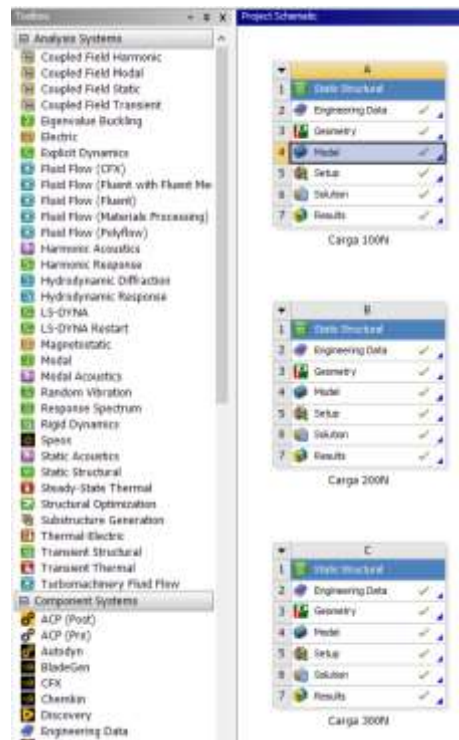 Toolbox
Analysis Systems
Coupled Field Harmonic
Coupled Field Modal
Coupled Field Static
Coupled Field Transient
Eigenvalue Buckling
Electric
Explicit Dynamics
Fluid Flow (CFX)
Fluid Flow (Fluent with Fluent Me
Fluid Flow (Fluent)
Fluid Flow (Materials Processing)
Fluid Flow (Polyflow)
Harmonic Acoustics
Harmonic Response
Hydrodynamic Diffraction
Hydrodynamic Response
LS-DYNA
LS-DYNA Restart
Magnetostatic
Modal
Modal Acoustics
Random Vibration
Response Spectrum
Rigid Dynamics
Speos
Static Acoustics
Static Structural
Steady-State Thermal
Structural Optimization
Substructure Generation
Thermal-Electric
Transient Structural
Transient Thermal
Turbomachinery Fluid Flow
Component Systems
ACP (Post)
ACP (Pre)
Autodyn
BladeGen
CFX
Chemkin
Discovery
Engineering Data
Project Schematic
A
1 Static Structural
2 Engineering Data
3 Geometry
4 Model
5 Setup
6 Solution
7 Results
Carga 100N
B
1 Static Structural
2 Engineering Data
3 Geometry
4 Model
5 Setup
6 Solution
7 Results
Carga 200N
C
1 Static Structural
2 Engineering Data
3 Geometry
4 Model
5 Setup
6 Solution
7 Results
Carga 300N